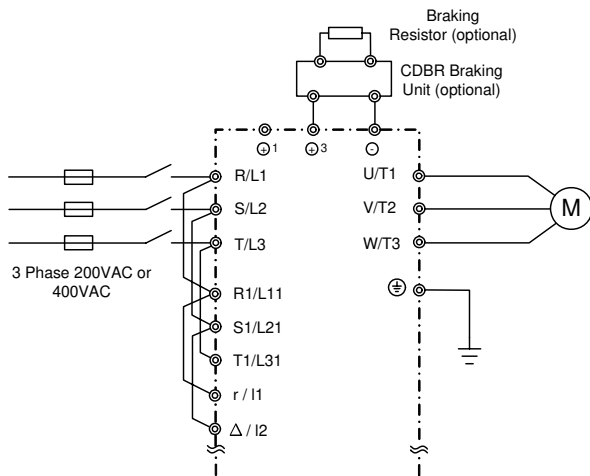 Braking
Resistor (optional)
CDBR Braking
Unit (optional)
⊕1 ⊕3 ⊖
R/L1 U/T1
S/L2 V/T2
T/L3 W/T3
M
3 Phase 200VAC or
400VAC
R1/L11
S1/L21
T1/L31
r / l1
Δ / l2